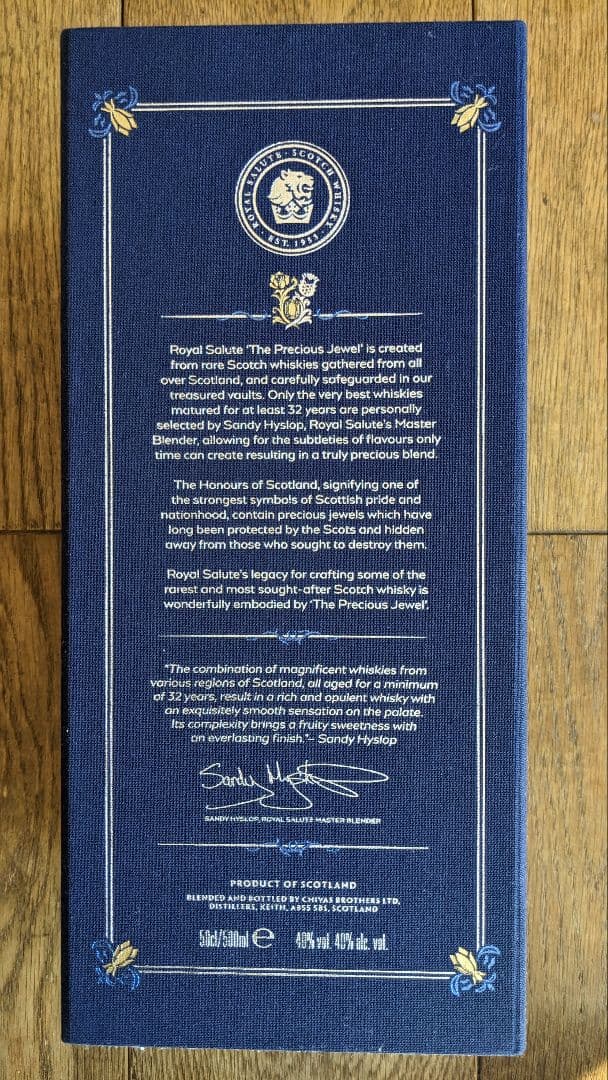 ROYAL SALUTE · SCOTCH WHISKY
EST. 1953
Royal Salute 'The Precious Jewel' is created
from rare Scotch whiskies gathered from all
over Scotland, and carefully safeguarded in our
treasured vaults. Only the very best whiskies
matured for at least 32 years are personally
selected by Sandy Hyslop, Royal Salute's Master
Blender, allowing for the subtleties of flavours only
time can create resulting in a truly precious blend.
The Honours of Scotland, signifying one of
the strongest symbols of Scottish pride and
nationhood, contain precious jewels which have
long been protected by the Scots and hidden
away from those who sought to destroy them.
Royal Salute's legacy for crafting some of the
rarest and most sought-after Scotch whisky is
wonderfully embodied by 'The Precious Jewel'.
"The combination of magnificent whiskies from
various regions of Scotland, all aged for a minimum
of 32 years, result in a rich and opulent whisky with
an exquisitely smooth sensation on the palate.
Its complexity brings a fruity sweetness with
an everlasting finish."– Sandy Hyslop
Sandy Hyslop
SANDY HYSLOP, ROYAL SALUTE MASTER BLENDER
PRODUCT OF SCOTLAND
BLENDED AND BOTTLED BY CHIVAS BROTHERS LTD,
DISTILLERS, KEITH, AB55 5BS, SCOTLAND
50cl/500ml e 40% vol. 40% alc. vol.